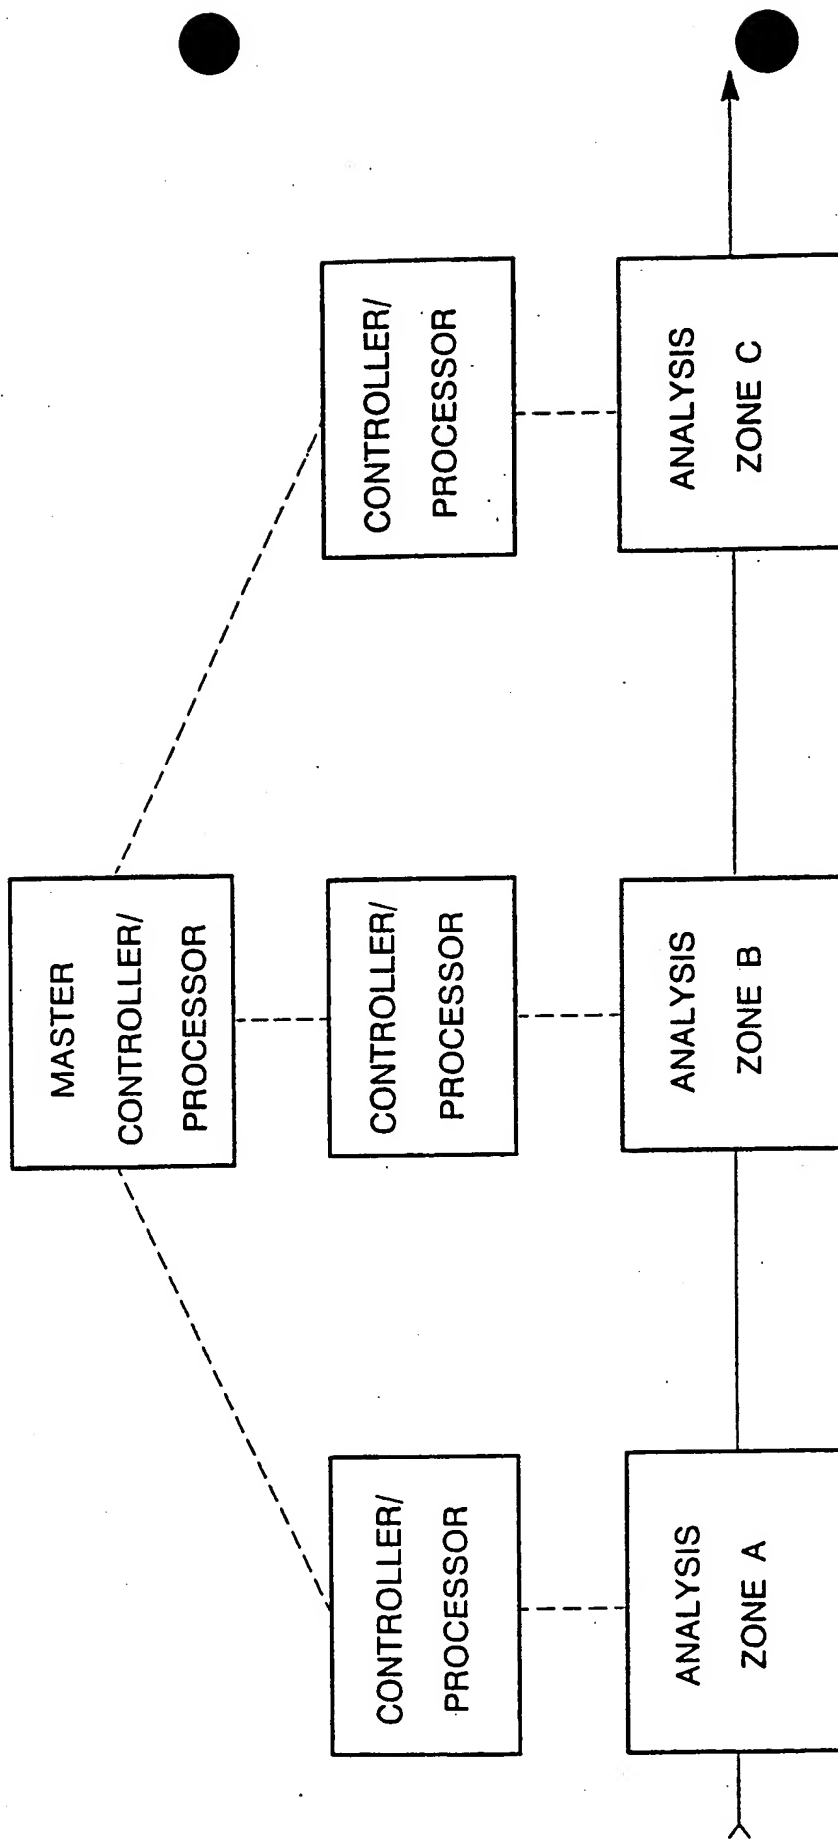 MASTER
CONTROLLER/
PROCESSOR
CONTROLLER/
PROCESSOR
CONTROLLER/
PROCESSOR
CONTROLLER/
PROCESSOR
ANALYSIS
ZONE A
ANALYSIS
ZONE B
ANALYSIS
ZONE C